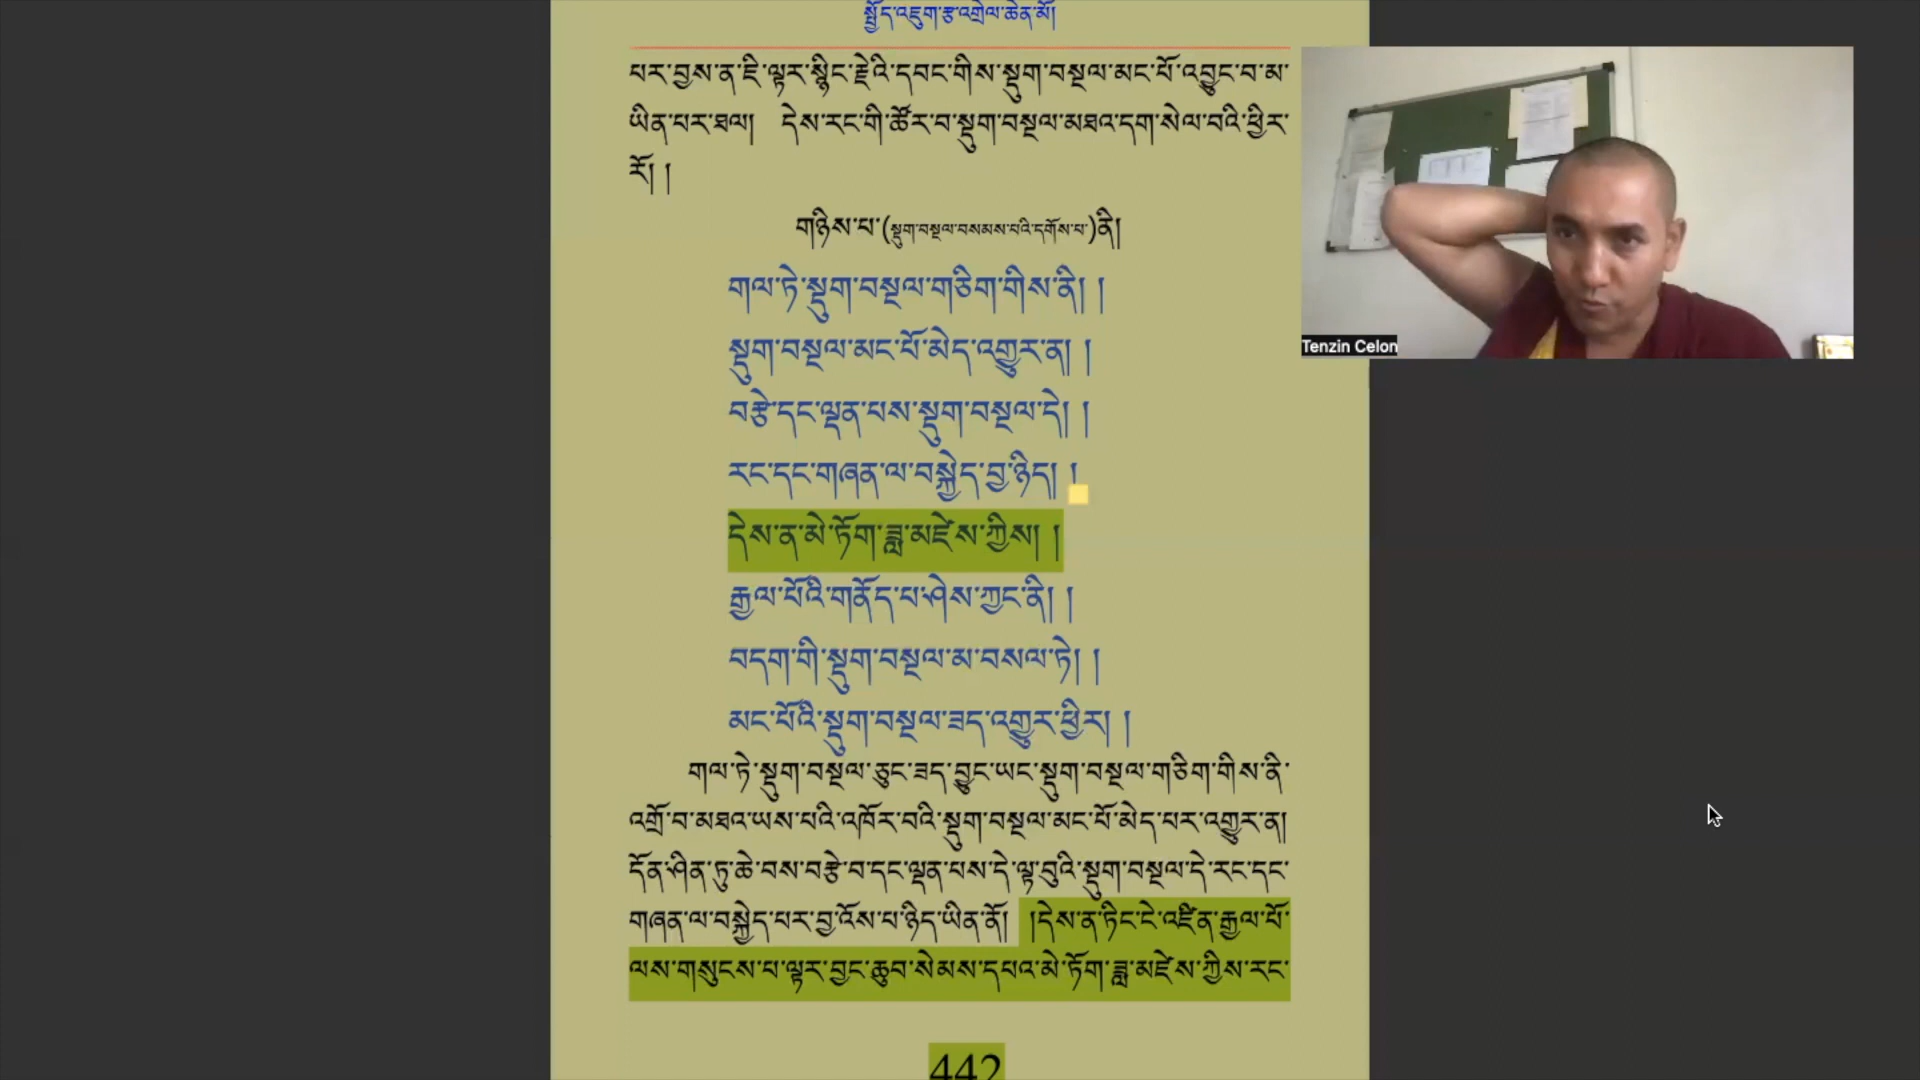 སྤྱོད་འཇུག་རྩ་འགྲེལ་ཆེན་མོ།
པར་བྱས་ན་ཇི་ལྟར་སྙིང་རྗེའི་དབང་གིས་སྡུག་བསྔལ་མང་པོ་འབྱུང་བ་མ་
ཡིན་པར་ཐལ། དེས་རང་གི་ཚོར་བ་སྡུག་བསྔལ་མཐའ་དག་སེལ་བའི་ཕྱིར་
རོ། །
གཉིས་པ་(སྡུག་བསྔལ་བསམས་པའི་དགོས་པ་)ནི།
གལ་ཏེ་སྡུག་བསྔལ་གཅིག་གིས་ནི། །
སྡུག་བསྔལ་མང་པོ་མེད་འགྱུར་ན། །
བརྩེ་དང་ལྡན་པས་སྡུག་བསྔལ་དེ། །
རང་དང་གཞན་ལ་བསྐྱེད་བྱ་ཉིད། །
དེས་ན་མེ་ཏོག་ཟླ་མཛེས་ཀྱིས། །
རྒྱལ་པོའི་གནོད་པ་ཤེས་ཀྱང་ནི། །
བདག་གི་སྡུག་བསྔལ་མ་བསལ་ཏེ། །
མང་པོའི་སྡུག་བསྔལ་ཟད་འགྱུར་ཕྱིར། །
གལ་ཏེ་སྡུག་བསྔལ་ཅུང་ཟད་བྱུང་ཡང་སྡུག་བསྔལ་གཅིག་གིས་ནི་
འགྲོ་བ་མཐའ་ཡས་པའི་འཁོར་བའི་སྡུག་བསྔལ་མང་པོ་མེད་པར་འགྱུར་ན།
དོན་ཤིན་ཏུ་ཆེ་བས་བརྩེ་བ་དང་ལྡན་པས་དེ་ལྟ་བུའི་སྡུག་བསྔལ་དེ་རང་དང་
གཞན་ལ་བསྐྱེད་པར་བྱ་འོས་པ་ཉིད་ཡིན་ནོ། །དེས་ན་ཏིང་ངེ་འཛིན་རྒྱལ་པོ་
ལས་གསུངས་པ་ལྟར་བྱང་ཆུབ་སེམས་དཔའ་མེ་ཏོག་ཟླ་མཛེས་ཀྱིས་རང་
442
Tenzin Celon